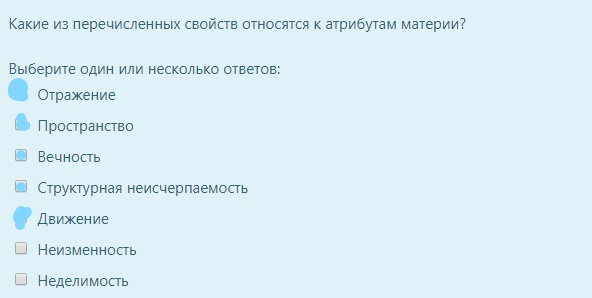 Какие из перечисленных свойств относятся к атрибутам материи?
Выберите один или несколько ответов:
Отражение
Пространство
Вечность
Структурная неисчерпаемость
Движение
Неизменность
Неделимость